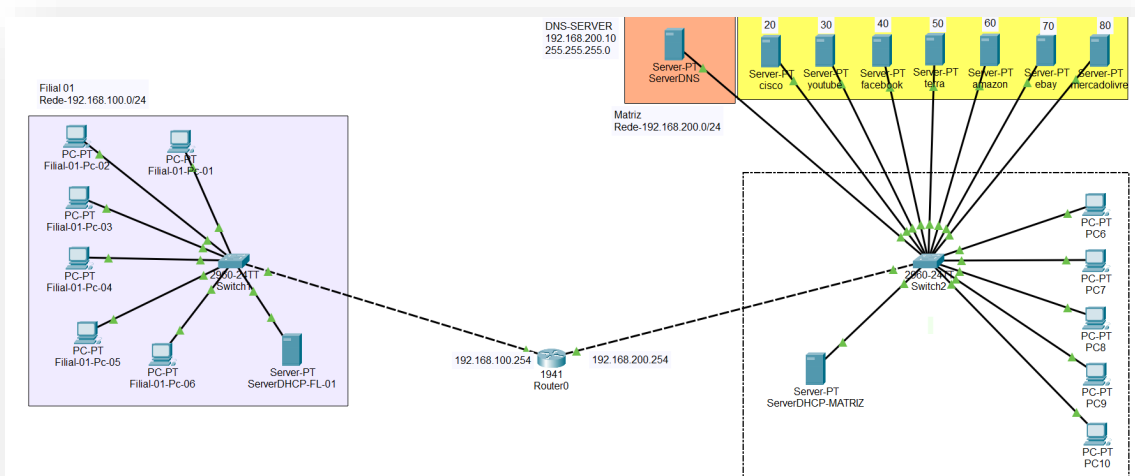 DNS-SERVER
192.168.200.10
255.255.255.0
Server-PT
ServerDNS
20
30
40
50
60
70
80
Server-PT
cisco
Server-PT
youtube
Server-PT
facebook
Server-PT
terra
Server-PT
amazon
Server-PT
ebay
Server-PT
mercadolivre
Matriz
Rede-192.168.200.0/24
Filial 01
Rede-192.168.100.0/24
PC-PT
Filial-01-Pc-02
PC-PT
Filial-01-Pc-01
PC-PT
Filial-01-Pc-03
PC-PT
Filial-01-Pc-04
PC-PT
Filial-01-Pc-05
PC-PT
Filial-01-Pc-06
2960-24TT
Switch1
Server-PT
ServerDHCP-FL-01
192.168.100.254
192.168.200.254
1941
Router0
2960-24TT
Switch2
Server-PT
ServerDHCP-MATRIZ
PC-PT
PC6
PC-PT
PC7
PC-PT
PC8
PC-PT
PC9
PC-PT
PC10